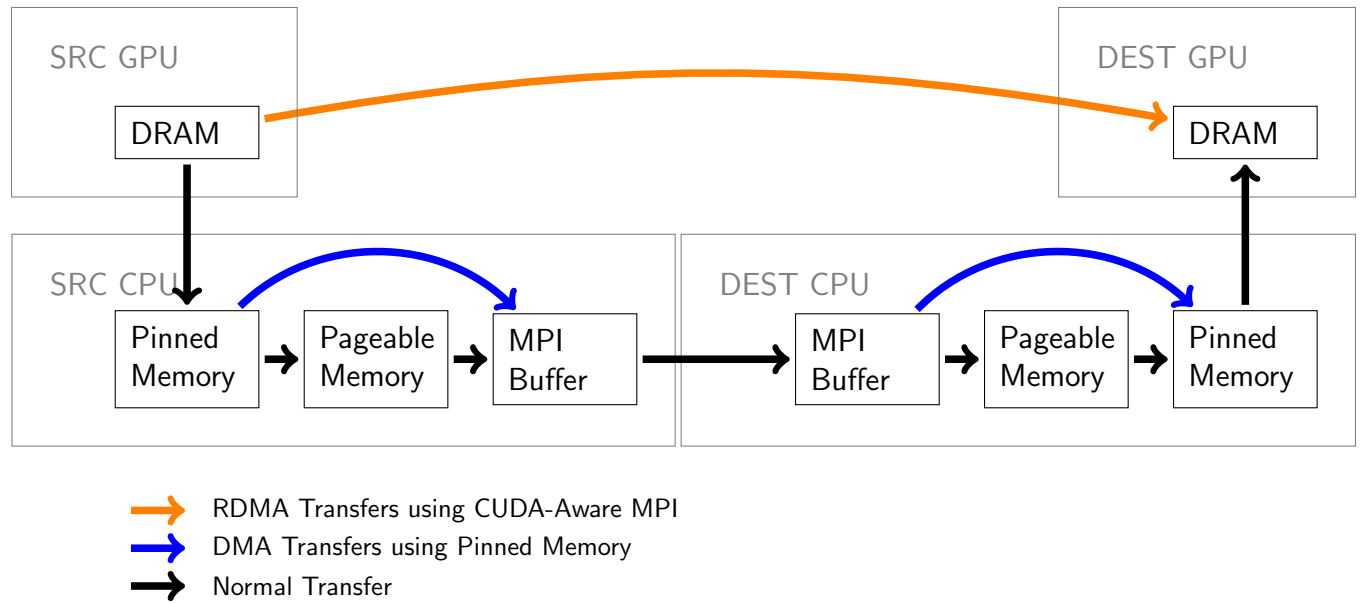 SRC GPU
DEST GPU
DRAM
DRAM
SRC CPU
DEST CPU
Pinned
Memory
Pageable
Memory
MPI
Buffer
MPI
Buffer
Pageable
Memory
Pinned
Memory
RDMA Transfers using CUDA-Aware MPI
DMA Transfers using Pinned Memory
Normal Transfer